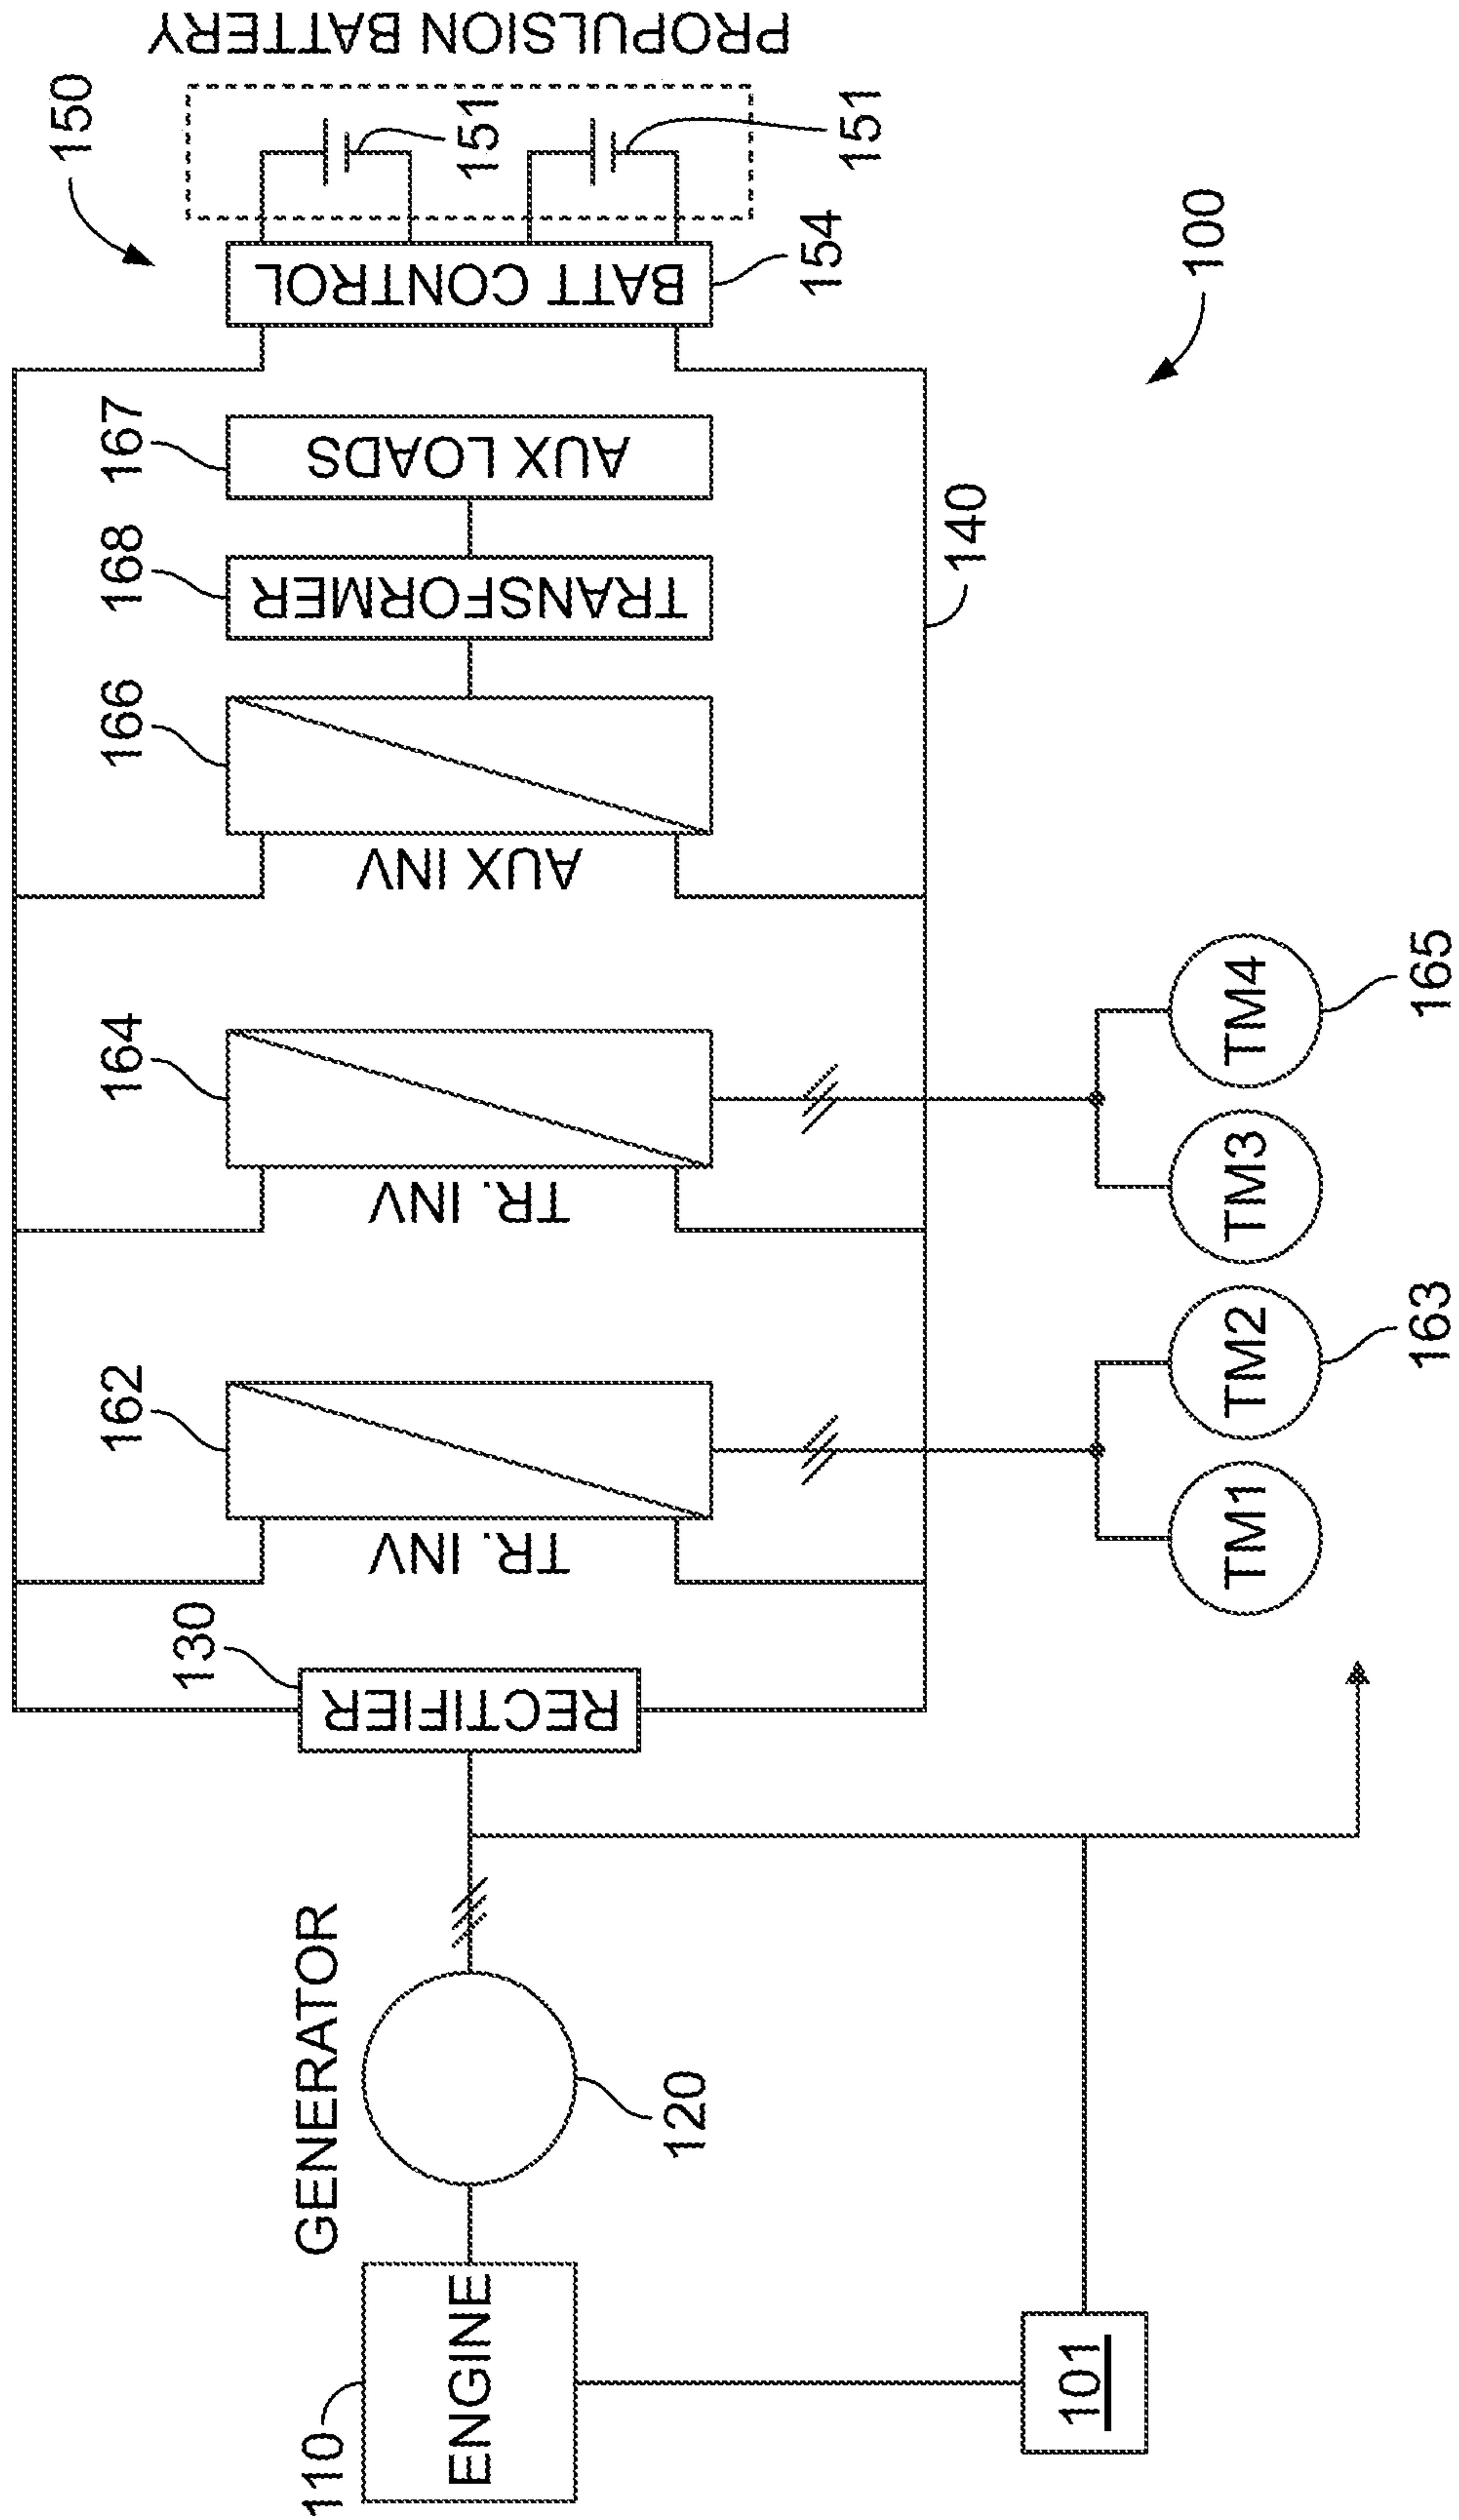 150
PROPULSION BATTERY
151
151
BATT CONTROL
154
100
167
AUX LOADS
168
TRANSFORMER
140
166
AUX INV
164
TR. INV
TM4
165
TM3
162
TR. INV
TM2
163
TM1
130
RECTIFIER
GENERATOR
120
110
ENGINE
101